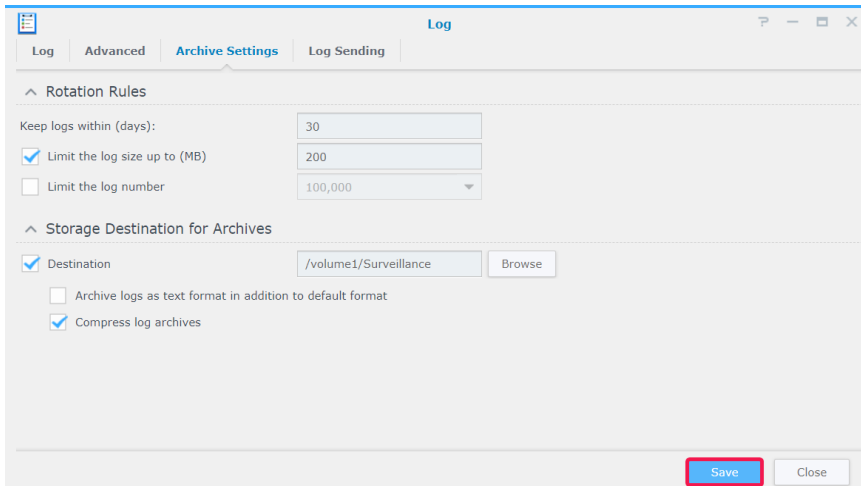 Log
Log Advanced Archive Settings Log Sending
Rotation Rules
Keep logs within (days): 30
Limit the log size up to (MB) 200
Limit the log number 100,000
Storage Destination for Archives
Destination /volume1/Surveillance Browse
Archive logs as text format in addition to default format
Compress log archives
Save Close